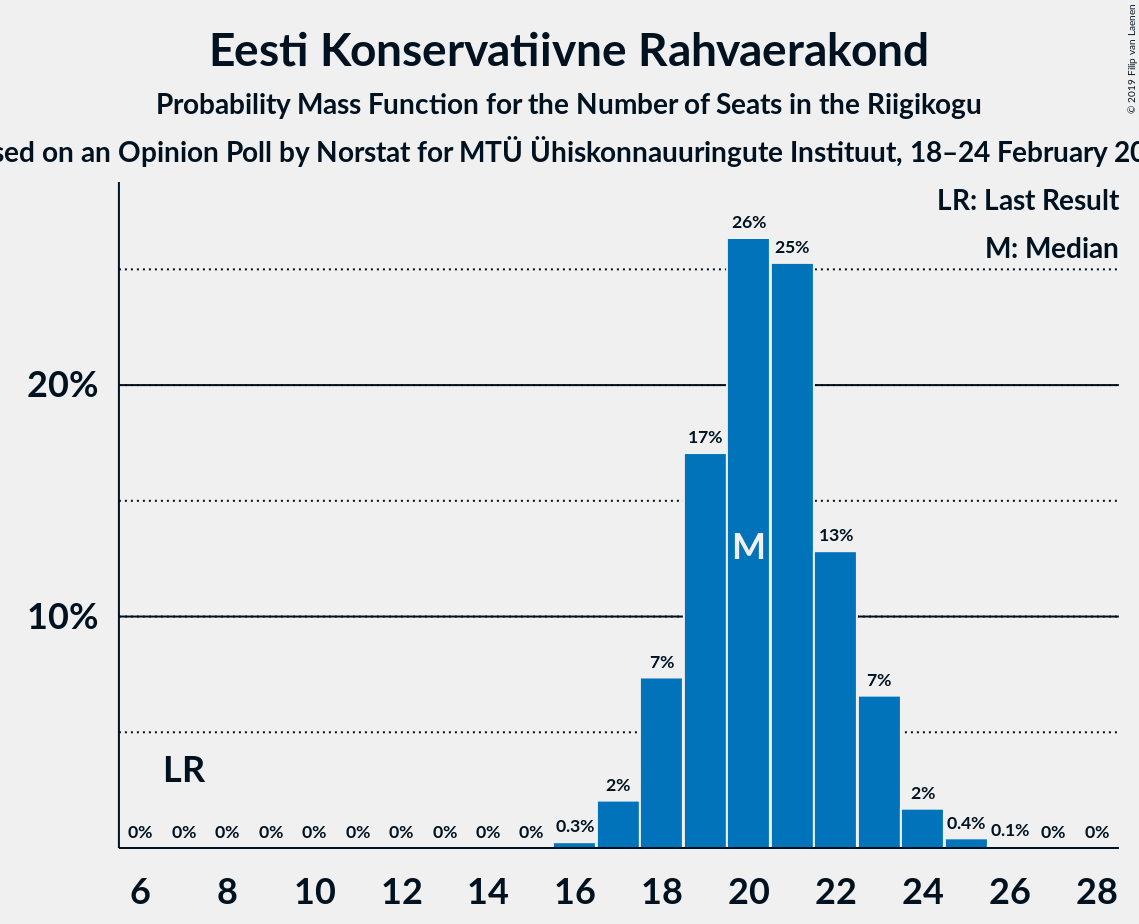 Eesti Konservatiivne Rahvaerakond
Probability Mass Function for the Number of Seats in the Riigikogu
on an Opinion Poll by Norstat for MTÜ Ühiskonnauuringute Instituut, 18–24 February
© 2019 Filip van Laenen
LR: Last Result
M: Median
26%
25%
20%
17%
13%
M
10%
7%
7%
LR
2%
2%
0% 0% 0% 0% 0% 0% 0% 0% 0% 0% 0.3% 0.4% 0.1% 0% 0%
6 8 10 12 14 16 18 20 22 24 26 28